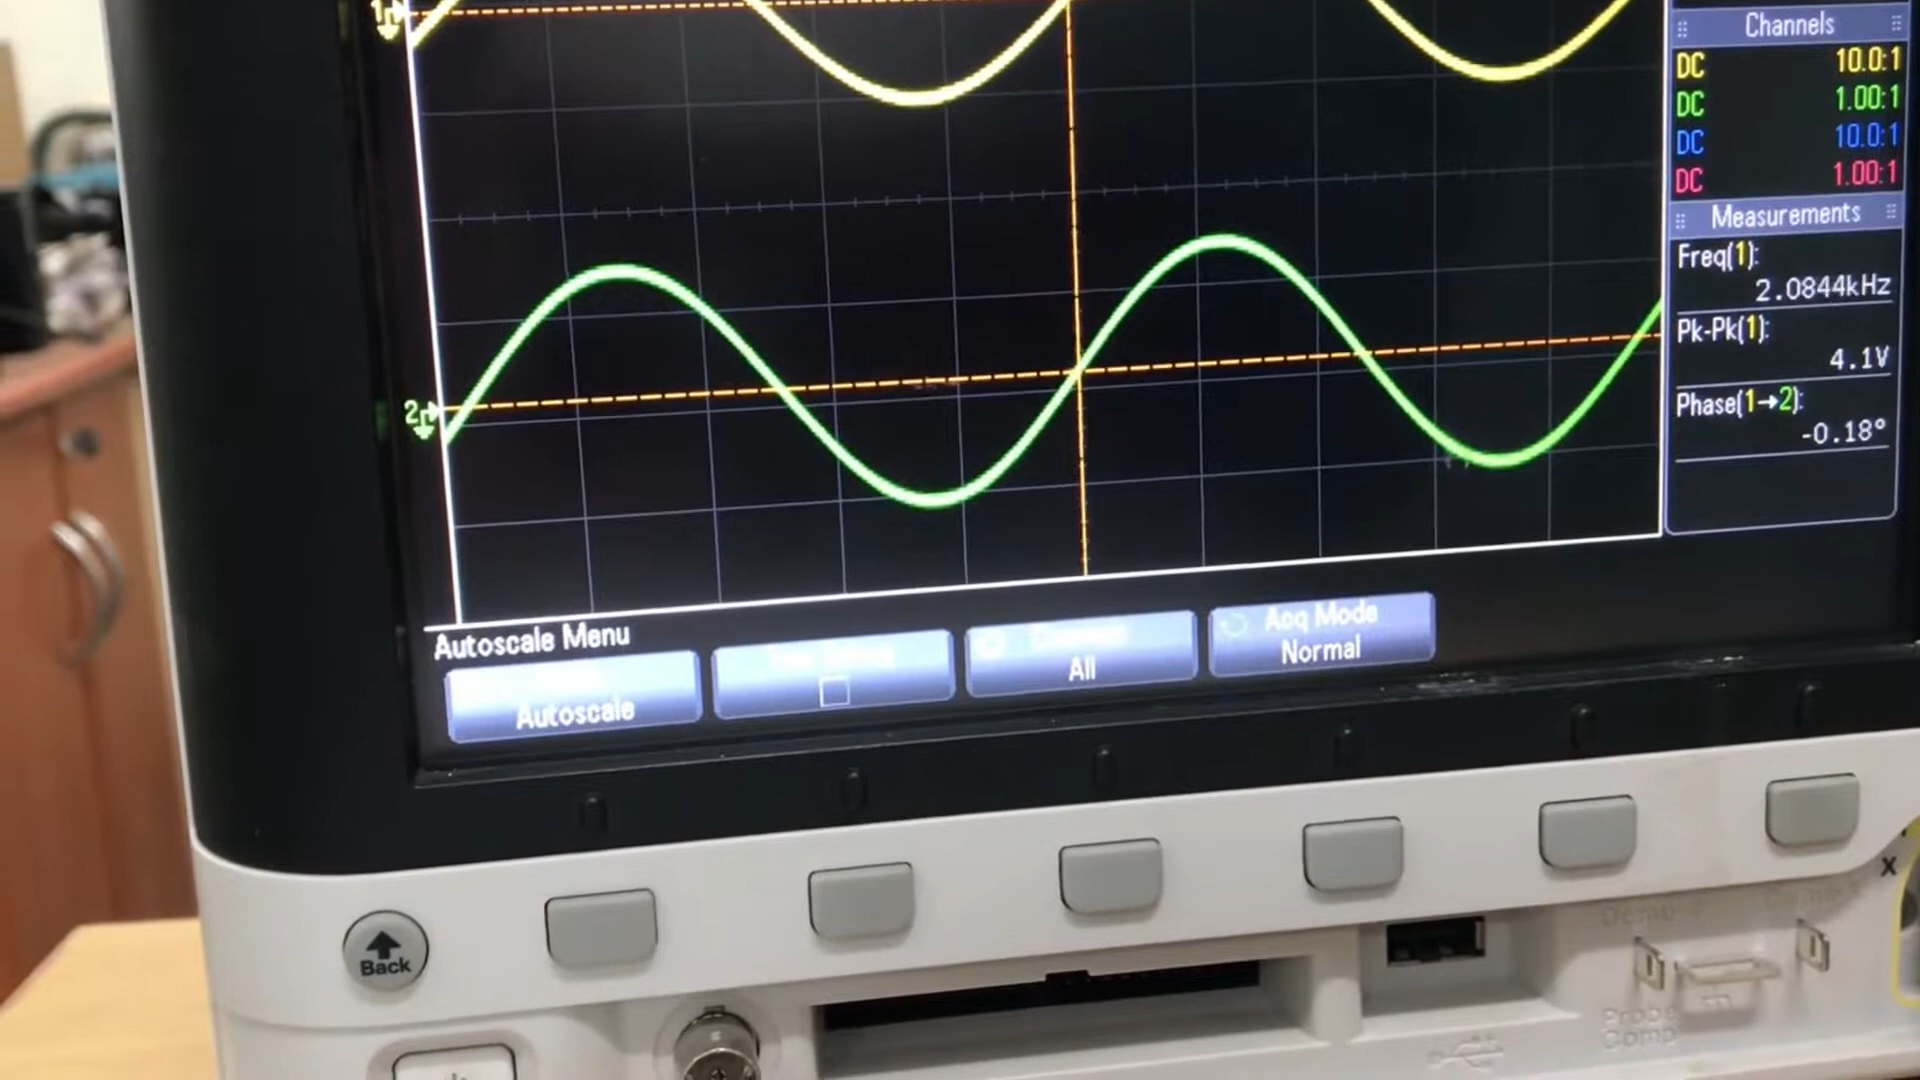 1
Channels
DC 10.0:1
DC 1.00:1
DC 10.0:1
DC 1.00:1
Measurements
Freq(1):
2.0844kHz
Pk-Pk(1):
4.1V
Phase(1→2):
-0.18°
2
Autoscale Menu
Autoscale
All
Acq Mode
Normal
Back
X
Probe
Comp